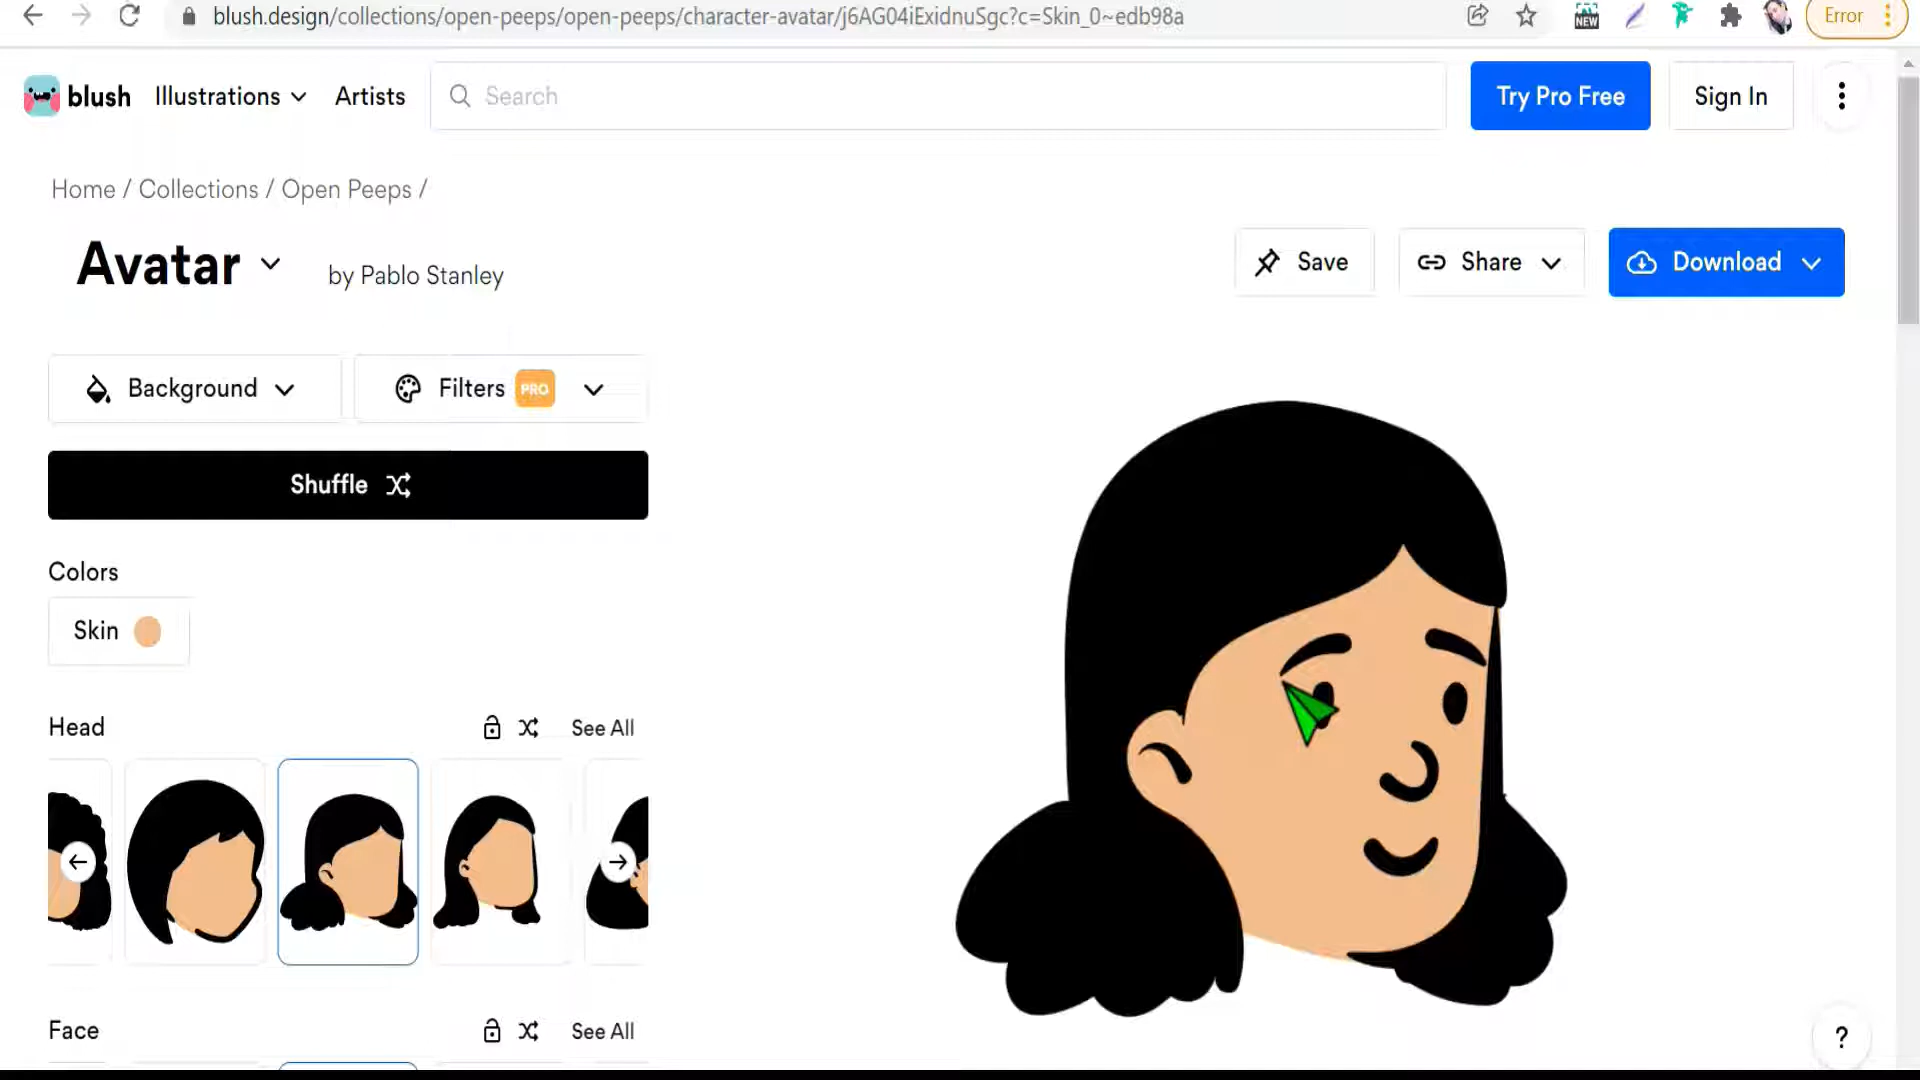 blush.design/collections/open-peeps/open-peeps/character-avatar/j6AG04iExidnuSgc?c=Skin_0~edb98a
NEW
Error
blush
Illustrations
Artists
Search
Try Pro Free
Sign In
Home / Collections / Open Peeps /
Avatar
by Pablo Stanley
Save
Share
Download
Background
Filters
PRO
Shuffle
Colors
Skin
Head
See All
Face
See All
?